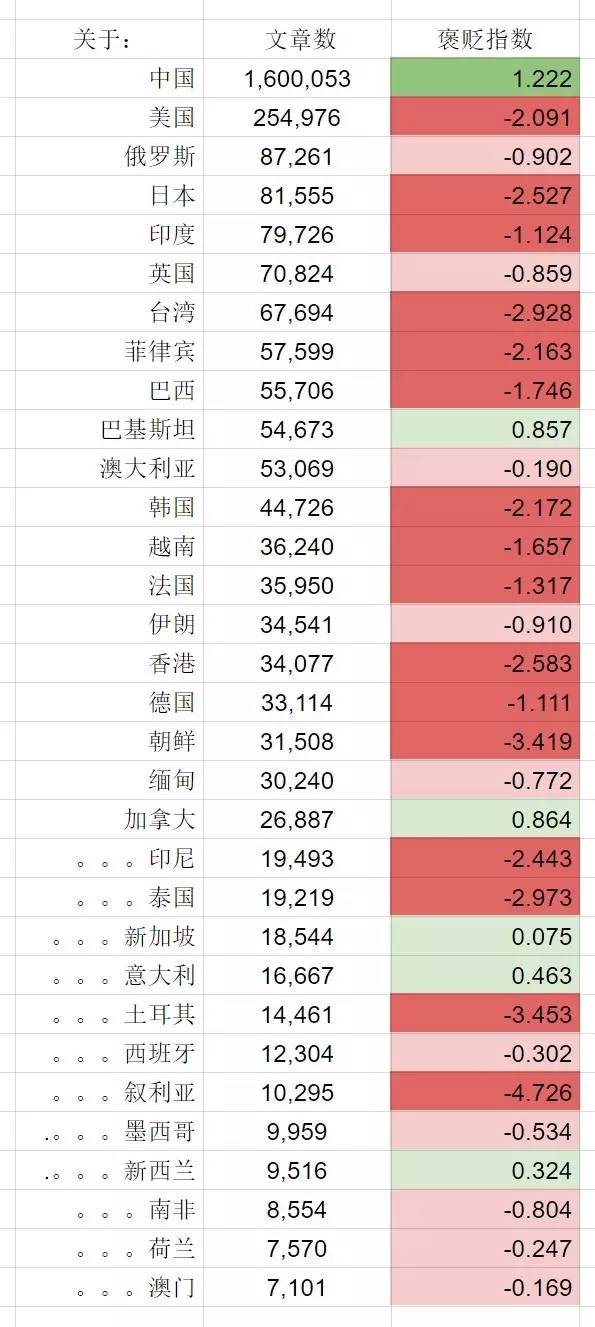 关于： 文章数 褒贬指数
中国 1,600,053 1.222
美国 254,976 -2.091
俄罗斯 87,261 -0.902
日本 81,555 -2.527
印度 79,726 -1.124
英国 70,824 -0.859
台湾 67,694 -2.928
菲律宾 57,599 -2.163
巴西 55,706 -1.746
巴基斯坦 54,673 0.857
澳大利亚 53,069 -0.190
韩国 44,726 -2.172
越南 36,240 -1.657
法国 35,950 -1.317
伊朗 34,541 -0.910
香港 34,077 -2.583
德国 33,114 -1.111
朝鲜 31,508 -3.419
缅甸 30,240 -0.772
加拿大 26,887 0.864
。。。印尼 19,493 -2.443
。。。泰国 19,219 -2.973
。。。新加坡 18,544 0.075
。。。意大利 16,667 0.463
。。。土耳其 14,461 -3.453
。。。西班牙 12,304 -0.302
。。。叙利亚 10,295 -4.726
.。。。墨西哥 9,959 -0.534
.。。。新西兰 9,516 0.324
。。。南非 8,554 -0.804
。。。荷兰 7,570 -0.247
。。。澳门 7,101 -0.169